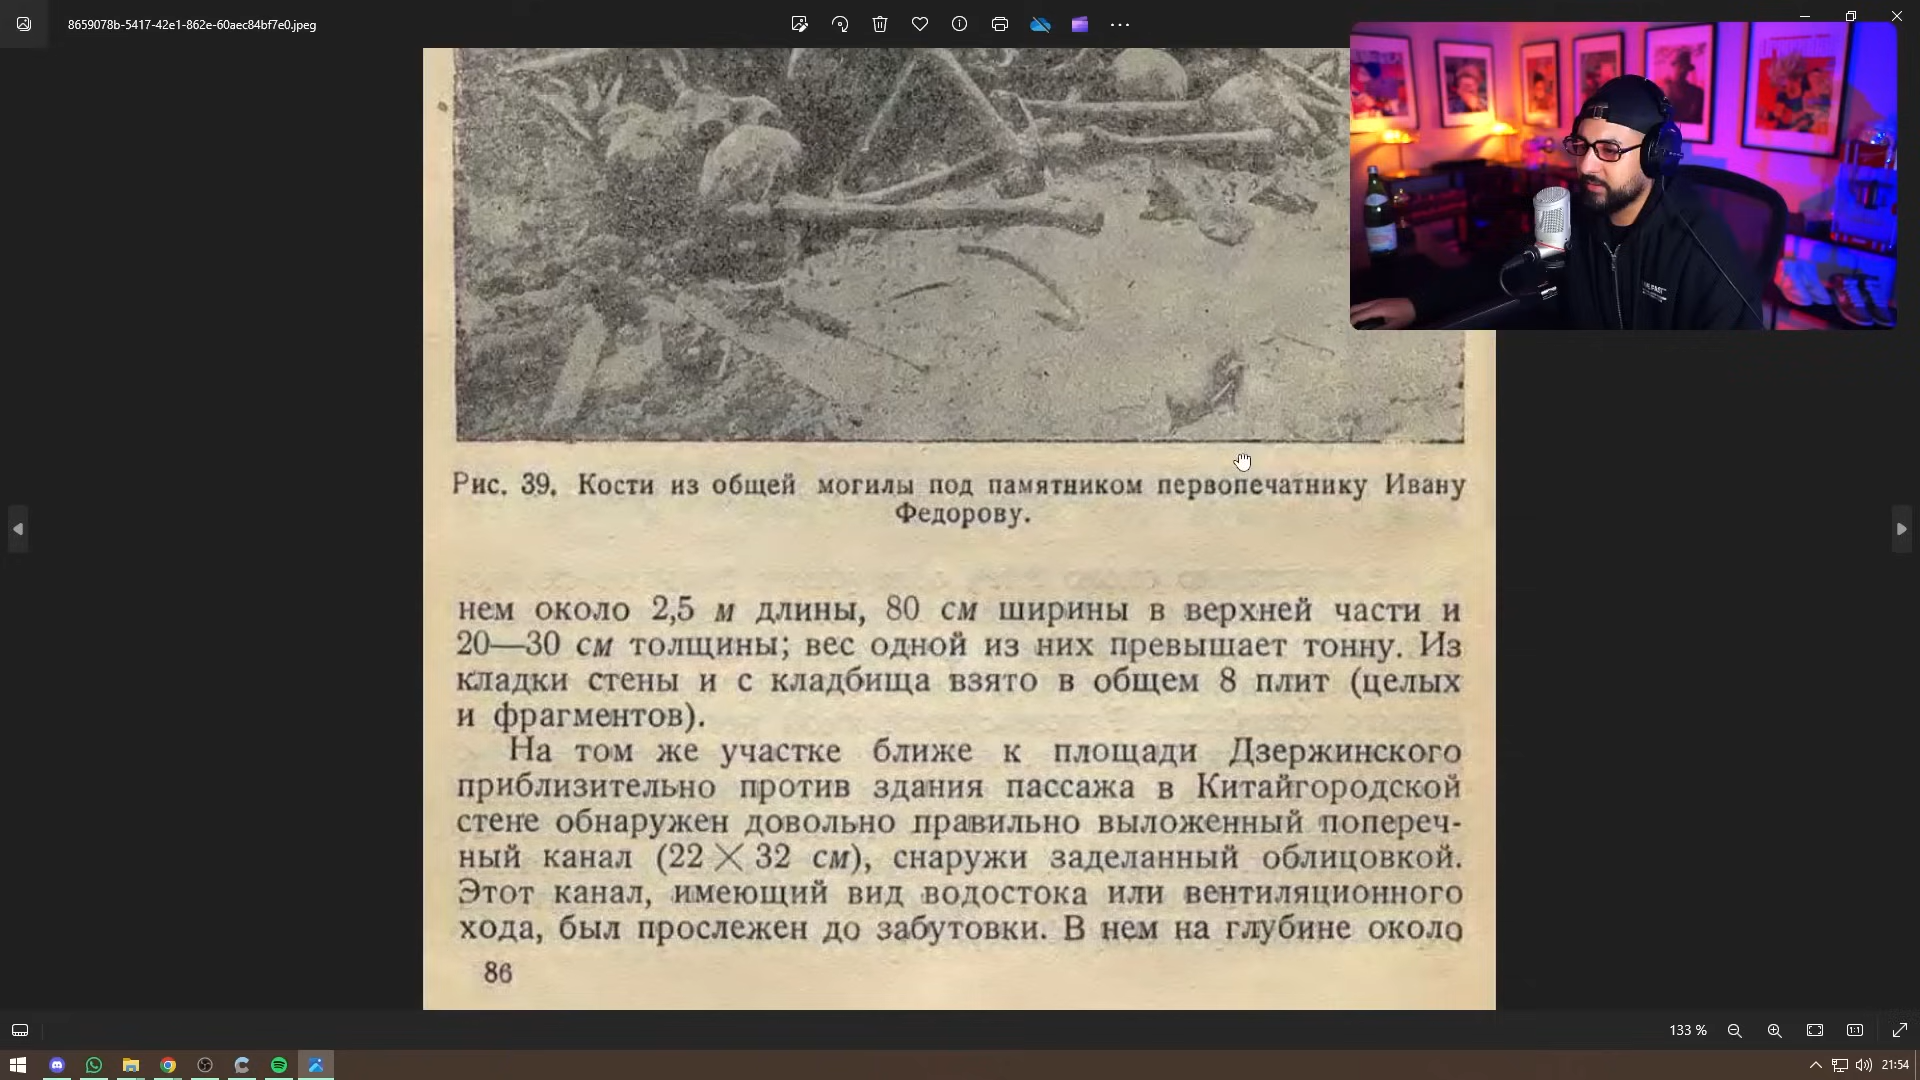 8659078b-5417-42e1-862e-60aec84bf7e0.jpeg
Рис. 39. Кости из общей могилы под памятником первопечатнику Ивану
Федорову.
нем около 2,5 м длины, 80 см ширины в верхней части и
20—30 см толщины; вес одной из них превышает тонну. Из
кладки стены и с кладбища взято в общем 8 плит (целых
и фрагментов).
На том же участке ближе к площади Дзержинского
приблизительно против здания пассажа в Китайгородской
стене обнаружен довольно правильно выложенный попереч-
ный канал (22 × 32 см), снаружи заделанный облицовкой.
Этот канал, имеющий вид водостока или вентиляционного
хода, был прослежен до забутовки. В нем на глубине около
86
133 %
1:1
21:54